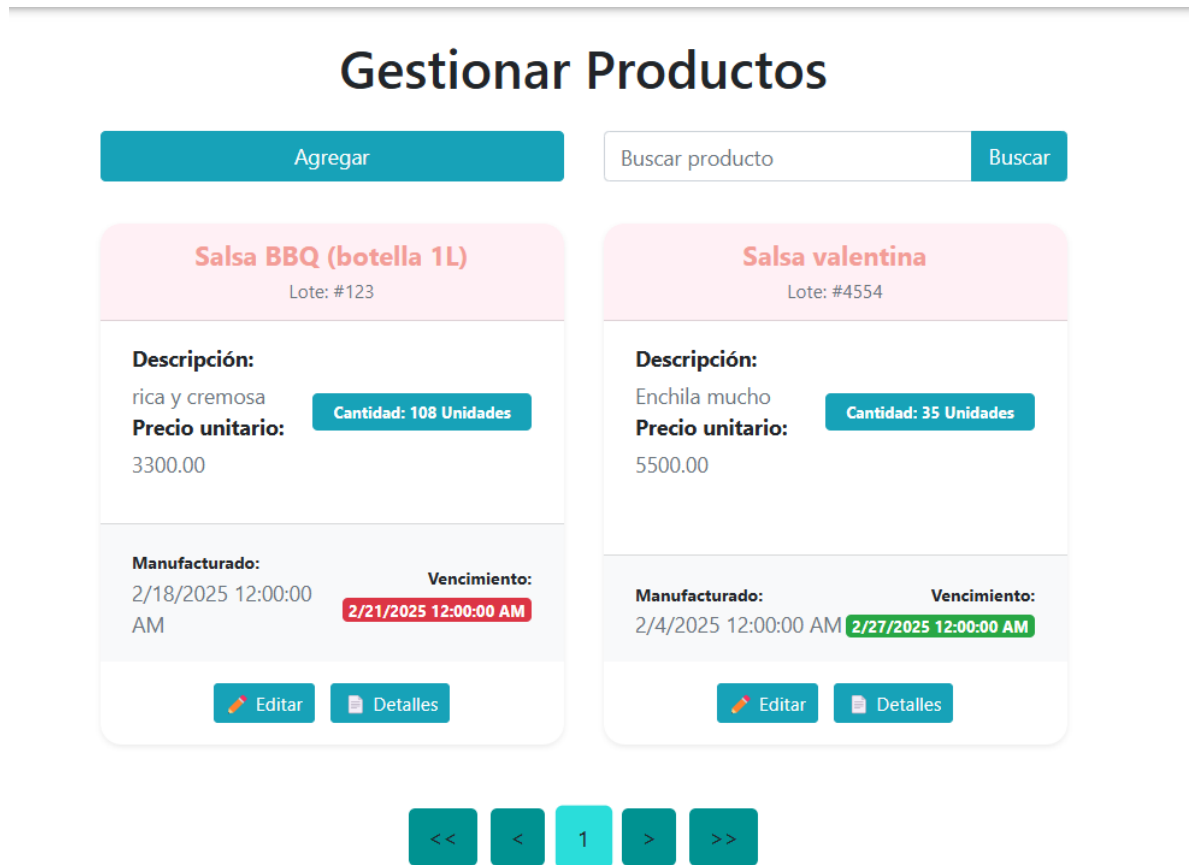 Gestionar Productos
Agregar
Buscar producto
Buscar
Salsa BBQ (botella 1L)
Lote: #123
Descripción:
rica y cremosa
Cantidad: 108 Unidades
Precio unitario:
3300.00
Manufacturado:
2/18/2025 12:00:00
AM
Vencimiento:
2/21/2025 12:00:00 AM
Editar
Detalles
Salsa valentina
Lote: #4554
Descripción:
Enchila mucho
Cantidad: 35 Unidades
Precio unitario:
5500.00
Manufacturado:
2/4/2025 12:00:00 AM
Vencimiento:
2/27/2025 12:00:00 AM
Editar
Detalles
<< < 1 > >>